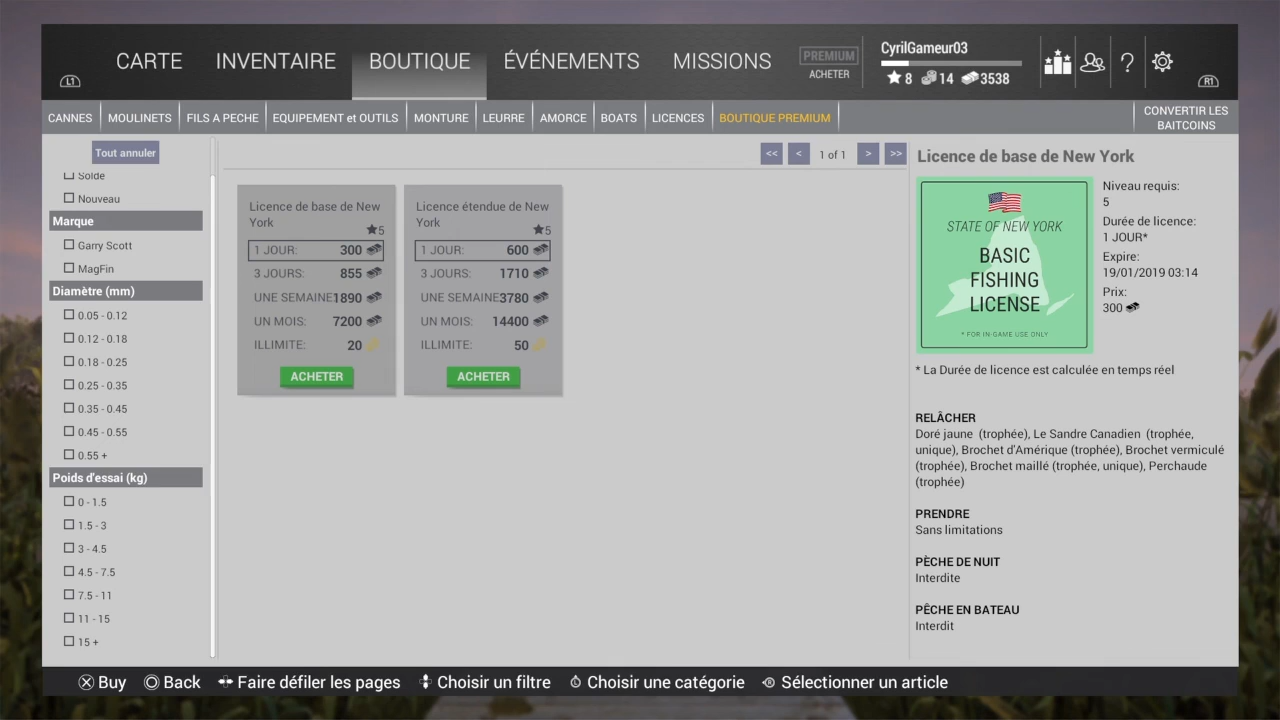 CARTE INVENTAIRE BOUTIQUE ÉVÉNEMENTS MISSIONS
L1
PREMIUM
ACHETER
CyrilGameur03
8 14 3538
?
R1
CANNES MOULINETS FILS A PECHE EQUIPEMENT et OUTILS MONTURE LEURRE AMORCE BOATS LICENCES BOUTIQUE PREMIUM
CONVERTIR LES
BAITCOINS
Tout annuler
Solde
Nouveau
Marque
Garry Scott
MagFin
Diamètre (mm)
0.05 - 0.12
0.12 - 0.18
0.18 - 0.25
0.25 - 0.35
0.35 - 0.45
0.45 - 0.55
0.55 +
Poids d'essai (kg)
0 - 1.5
1.5 - 3
3 - 4.5
4.5 - 7.5
7.5 - 11
11 - 15
15 +
<< < 1 of 1 > >>
Licence de base de New
York
5
1 JOUR: 300
3 JOURS: 855
UNE SEMAINE 1890
UN MOIS: 7200
ILLIMITE: 20
ACHETER
Licence étendue de New
York
5
1 JOUR: 600
3 JOURS: 1710
UNE SEMAINE 3780
UN MOIS: 14400
ILLIMITE: 50
ACHETER
Licence de base de New York
STATE OF NEW YORK
BASIC
FISHING
LICENSE
* FOR IN-GAME USE ONLY
Niveau requis:
5
Durée de licence:
1 JOUR*
Expire:
19/01/2019 03:14
Prix:
300
* La Durée de licence est calculée en temps réel
RELÂCHER
Doré jaune (trophée), Le Sandre Canadien (trophée,
unique), Brochet d'Amérique (trophée), Brochet vermiculé
(trophée), Brochet maillé (trophée, unique), Perchaude
(trophée)
PRENDRE
Sans limitations
PÈCHE DE NUIT
Interdite
PÊCHE EN BATEAU
Interdit
Buy Back Faire défiler les pages Choisir un filtre Choisir une catégorie Sélectionner un article